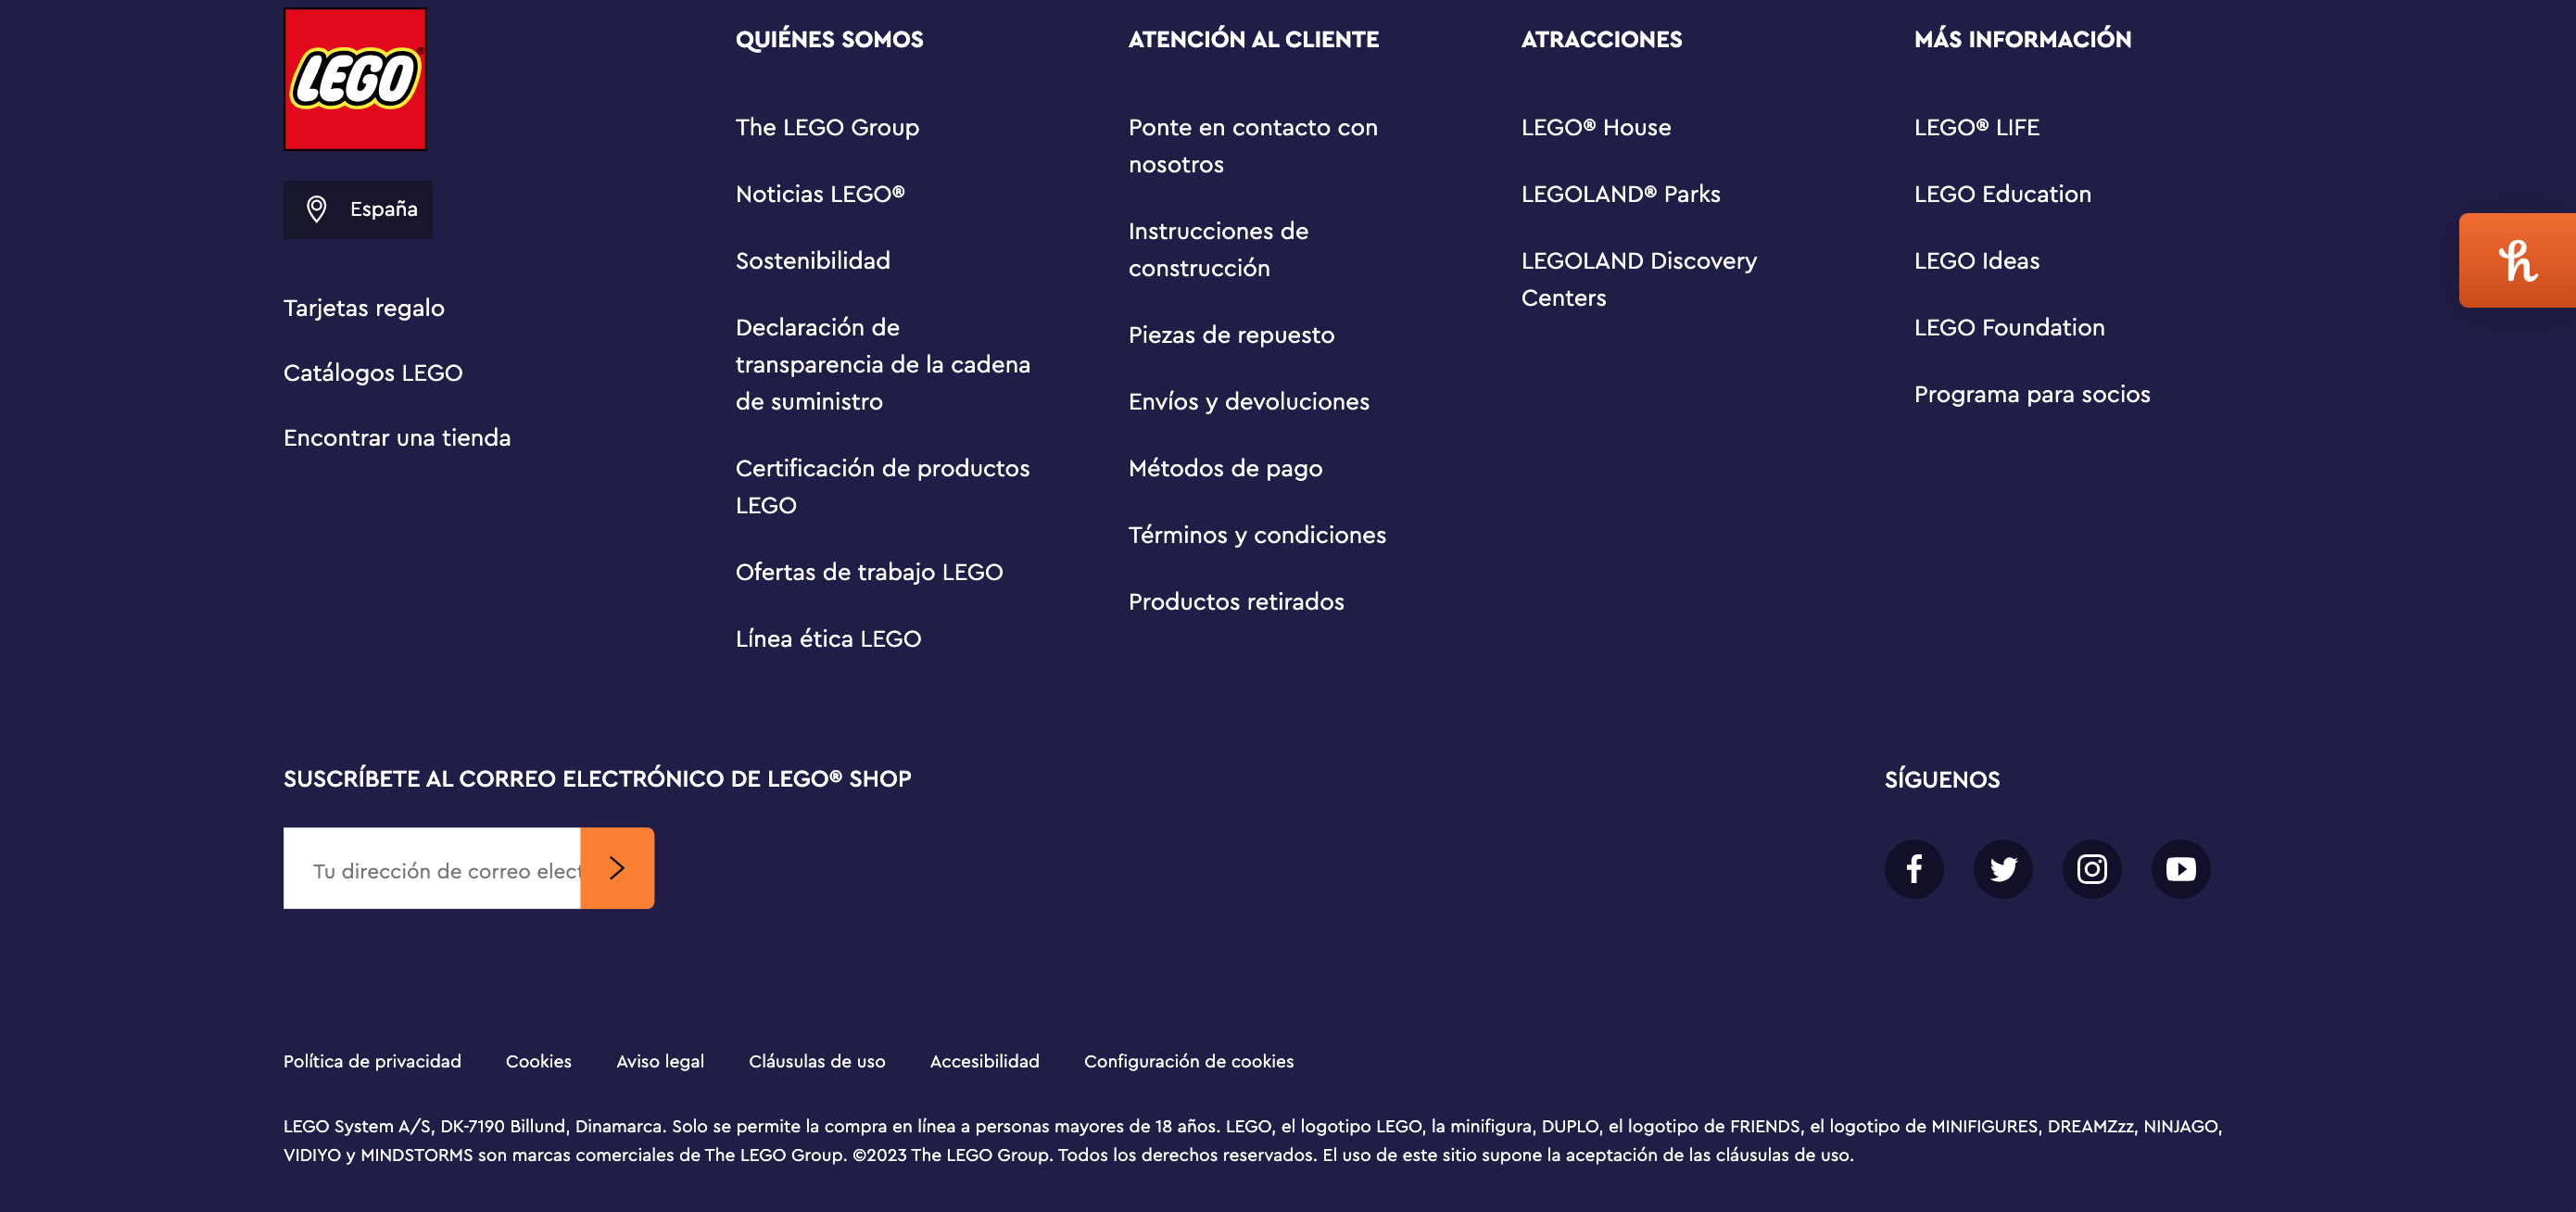 LEGO
España
Tarjetas regalo
Catálogos LEGO
Encontrar una tienda
QUIÉNES SOMOS
The LEGO Group
Noticias LEGO®
Sostenibilidad
Declaración de
transparencia de la cadena
de suministro
Certificación de productos
LEGO
Ofertas de trabajo LEGO
Línea ética LEGO
ATENCIÓN AL CLIENTE
Ponte en contacto con
nosotros
Instrucciones de
construcción
Piezas de repuesto
Envíos y devoluciones
Métodos de pago
Términos y condiciones
Productos retirados
ATRACCIONES
LEGO® House
LEGOLAND® Parks
LEGOLAND Discovery
Centers
MÁS INFORMACIÓN
LEGO® LIFE
LEGO Education
LEGO Ideas
LEGO Foundation
Programa para socios
h
SUSCRÍBETE AL CORREO ELECTRÓNICO DE LEGO® SHOP
Tu dirección de correo elect
SÍGUENOS
Política de privacidad Cookies Aviso legal Cláusulas de uso Accesibilidad Configuración de cookies
LEGO System A/S, DK-7190 Billund, Dinamarca. Solo se permite la compra en línea a personas mayores de 18 años. LEGO, el logotipo LEGO, la minifigura, DUPLO, el logotipo de FRIENDS, el logotipo de MINIFIGURES, DREAMZzz, NINJAGO,
VIDIYO y MINDSTORMS son marcas comerciales de The LEGO Group. ©2023 The LEGO Group. Todos los derechos reservados. El uso de este sitio supone la aceptación de las cláusulas de uso.